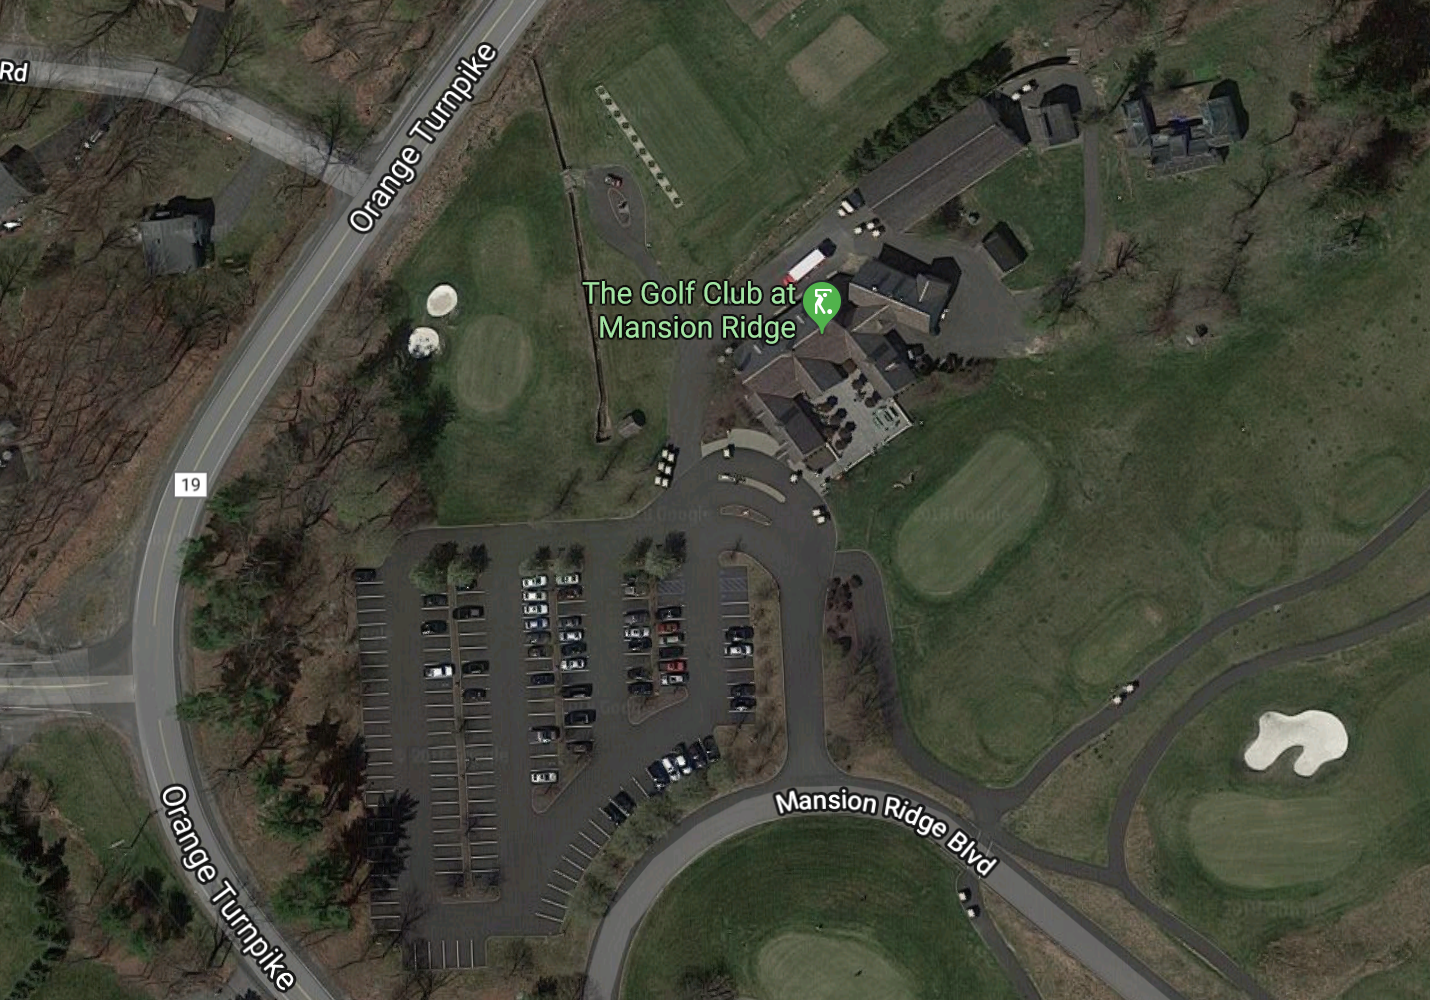 Rd
Orange Turnpike
The Golf Club at
Mansion Ridge
19
Mansion Ridge Blvd
Orange Turnpike